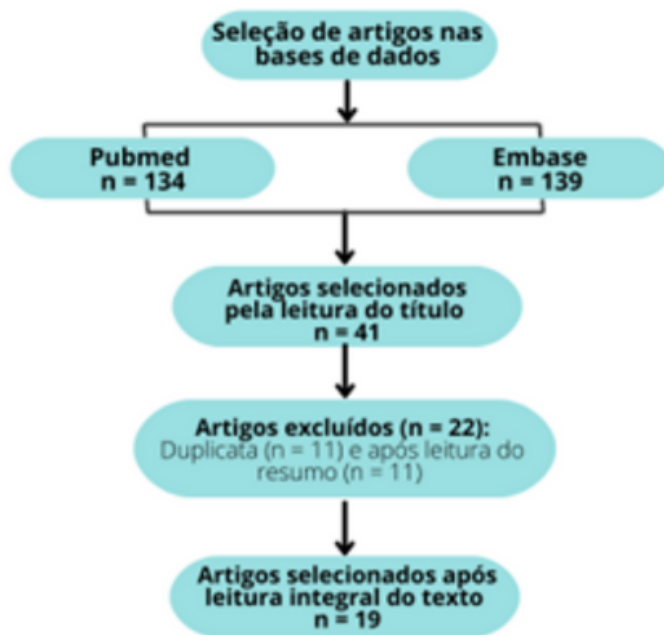 Seleção de artigos nas
bases de dados
Pubmed
n = 134
Embase
n = 139
Artigos selecionados
pela leitura do título
n = 41
Artigos excluídos (n = 22):
Duplicata (n = 11) e após leitura do
resumo (n = 11)
Artigos selecionados após
leitura integral do texto
n = 19